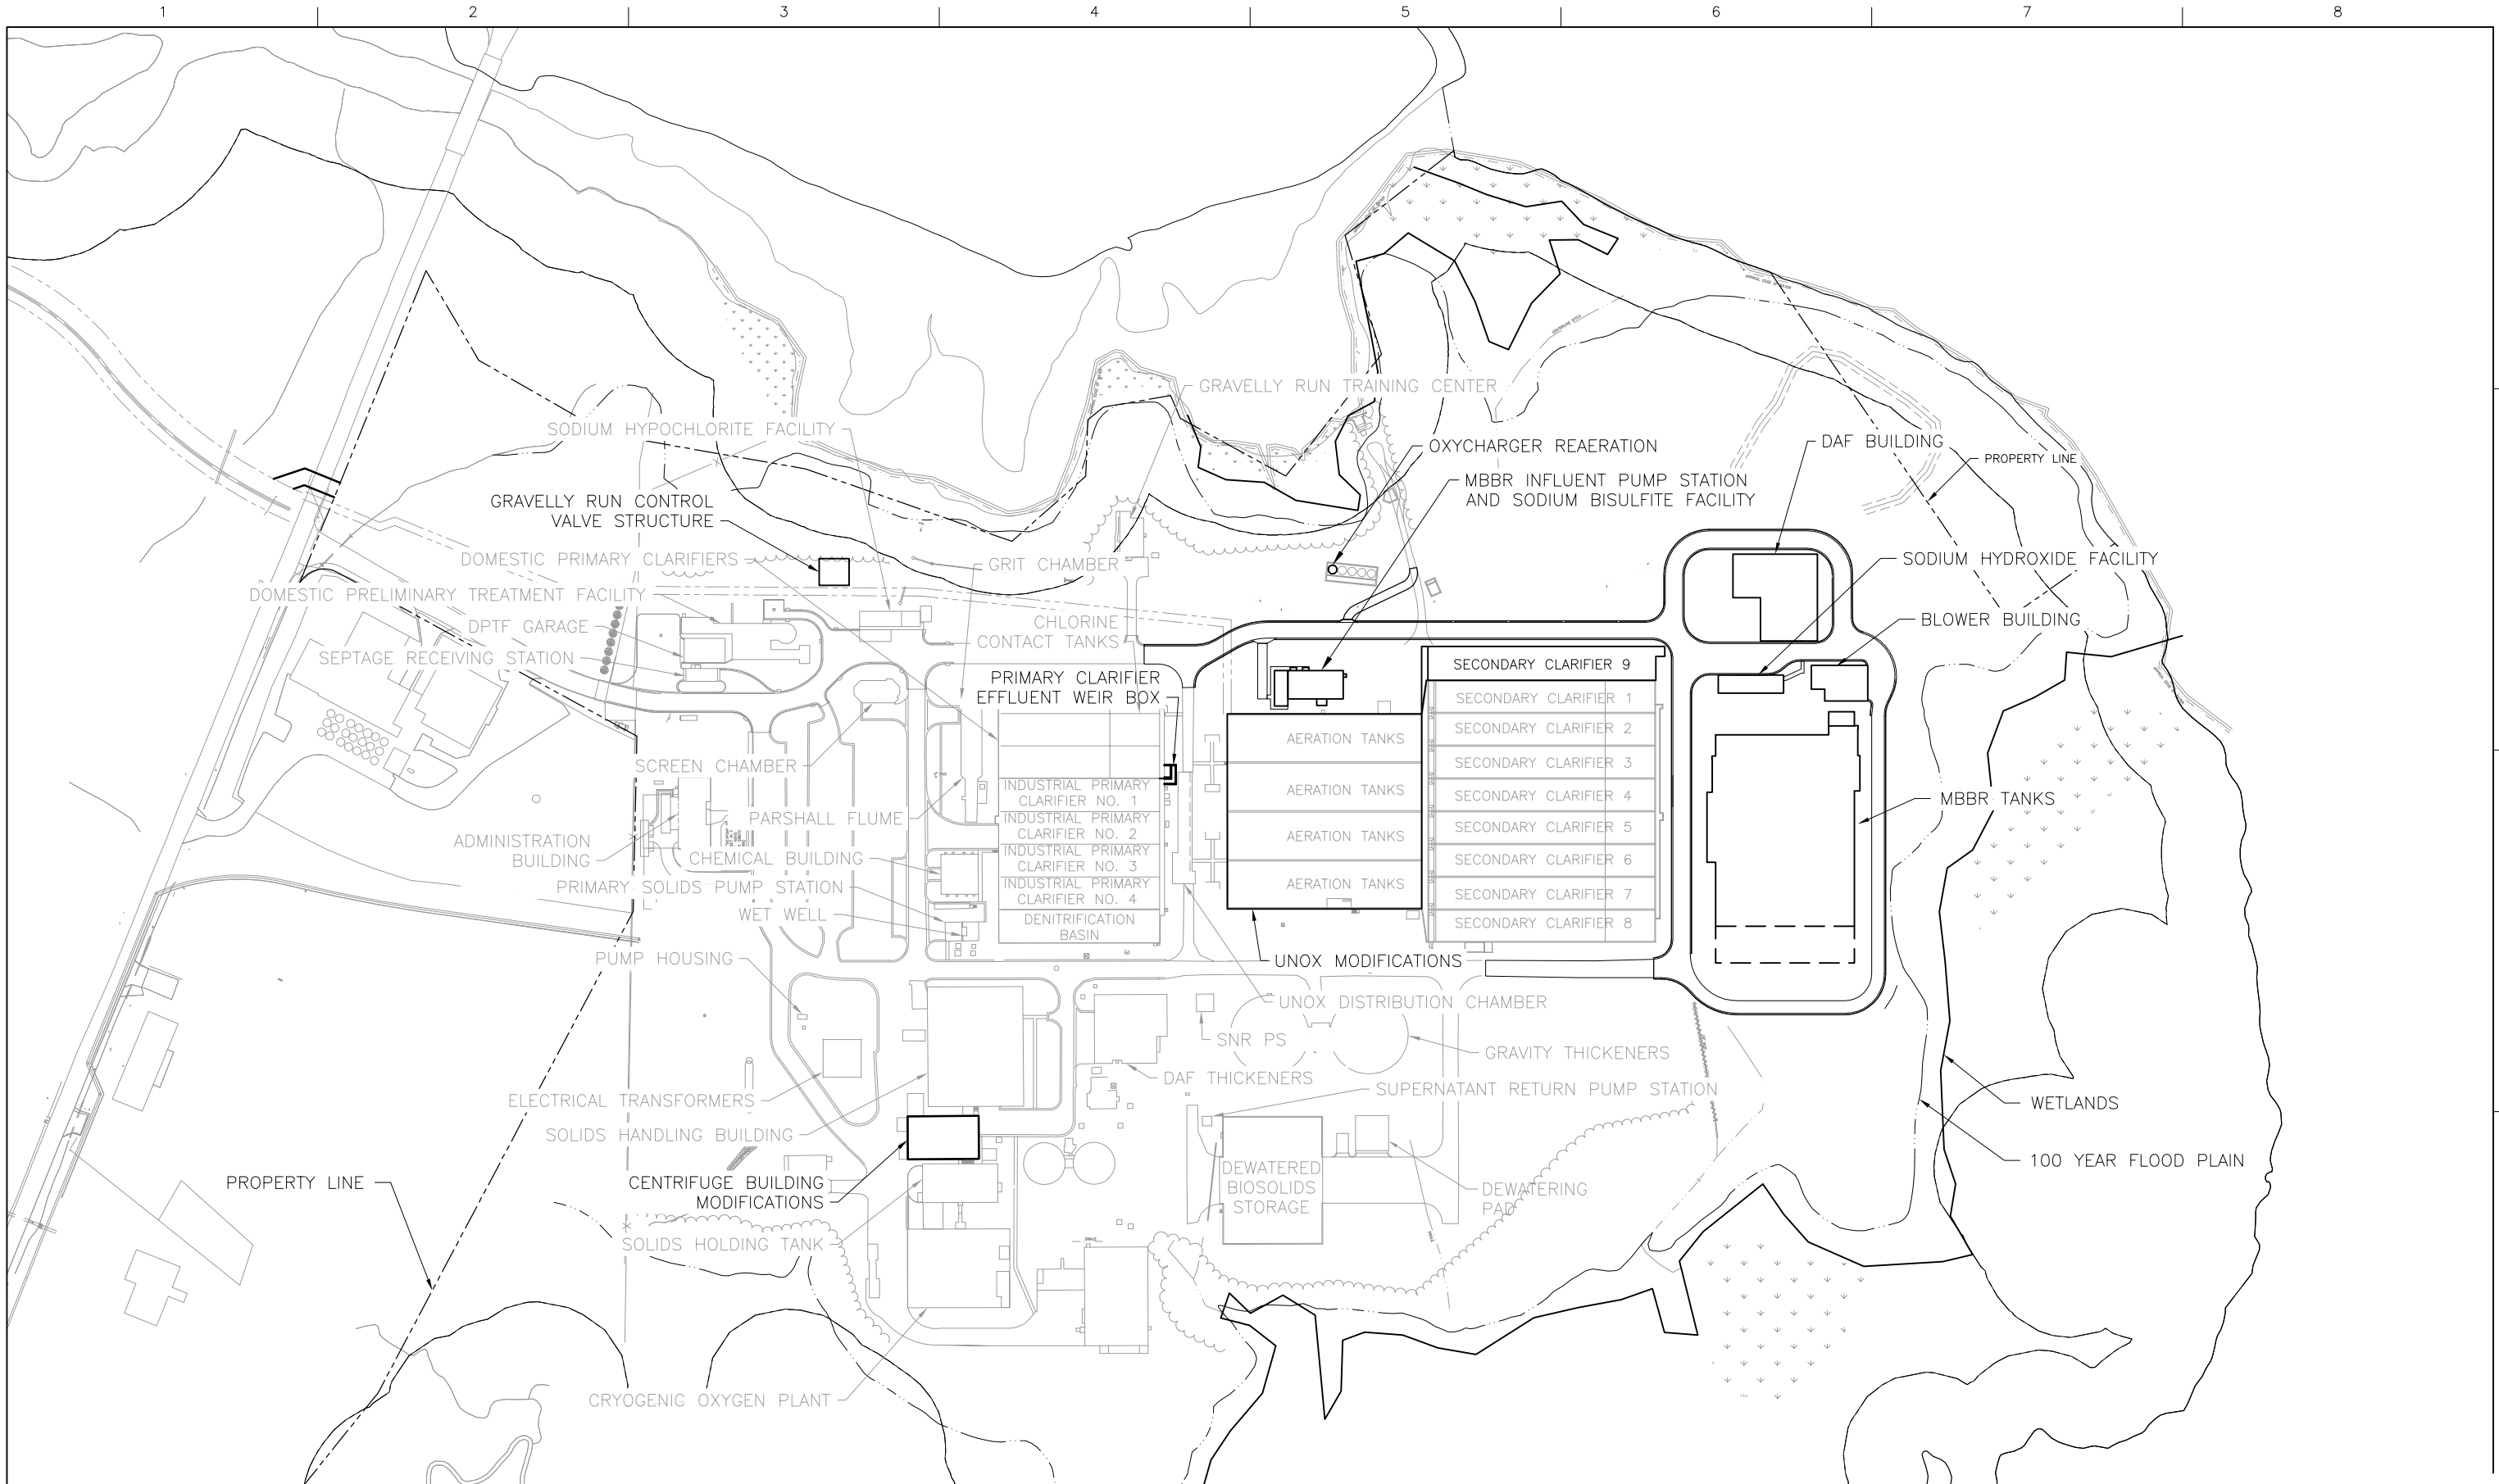 1 2 3 4 5 6 7 8
GRAVELLY RUN TRAINING CENTER
SODIUM HYPOCHLORITE FACILITY
OXYCHARGER REAERATION
DAF BUILDING
PROPERTY LINE
MBBR INFLUENT PUMP STATION
AND SODIUM BISULFITE FACILITY
GRAVELLY RUN CONTROL
VALVE STRUCTURE
DOMESTIC PRIMARY CLARIFIERS
GRIT CHAMBER
SODIUM HYDROXIDE FACILITY
DOMESTIC PRELIMINARY TREATMENT FACILITY
CHLORINE
CONTACT TANKS
BLOWER BUILDING
DPTF GARAGE
SEPTAGE RECEIVING STATION
PRIMARY CLARIFIER
EFFLUENT WEIR BOX
SECONDARY CLARIFIER 9
SECONDARY CLARIFIER 1
SECONDARY CLARIFIER 2
SECONDARY CLARIFIER 3
SECONDARY CLARIFIER 4
SECONDARY CLARIFIER 5
SECONDARY CLARIFIER 6
SECONDARY CLARIFIER 7
SECONDARY CLARIFIER 8
AERATION TANKS
AERATION TANKS
AERATION TANKS
AERATION TANKS
SCREEN CHAMBER
INDUSTRIAL PRIMARY
CLARIFIER NO. 1
INDUSTRIAL PRIMARY
CLARIFIER NO. 2
INDUSTRIAL PRIMARY
CLARIFIER NO. 3
INDUSTRIAL PRIMARY
CLARIFIER NO. 4
DENITRIFICATION
BASIN
MBBR TANKS
PARSHALL FLUME
ADMINISTRATION
BUILDING
CHEMICAL BUILDING
PRIMARY SOLIDS PUMP STATION
WET WELL
PUMP HOUSING
UNOX MODIFICATIONS
UNOX DISTRIBUTION CHAMBER
SNR PS
GRAVITY THICKENERS
DAF THICKENERS
SUPERNATANT RETURN PUMP STATION
ELECTRICAL TRANSFORMERS
SOLIDS HANDLING BUILDING
WETLANDS
100 YEAR FLOOD PLAIN
DEWATERED
BIOSOLIDS
STORAGE
DEWATERING
PAD
PROPERTY LINE
CENTRIFUGE BUILDING
MODIFICATIONS
SOLIDS HOLDING TANK
CRYOGENIC OXYGEN PLANT